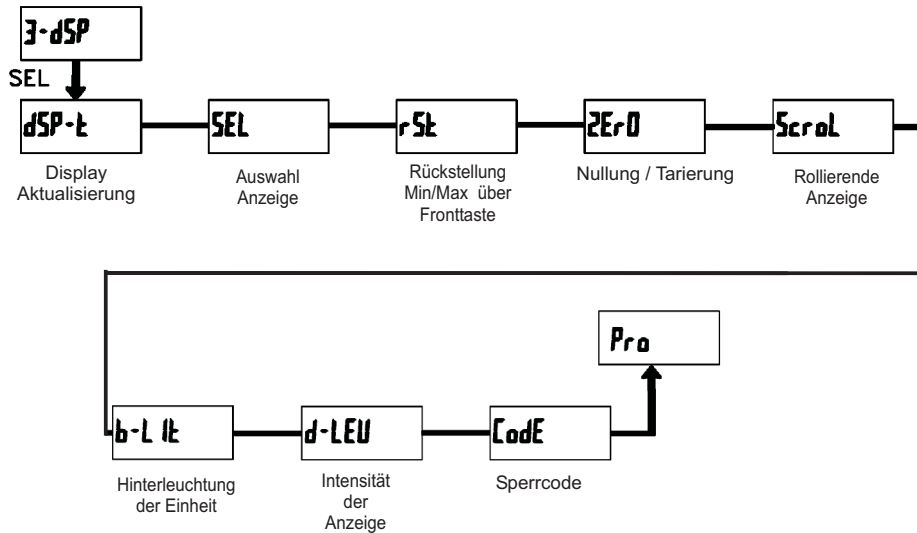 3-dSP
SEL
dSP-t
SEL
rSt
ZErO
ScroL
Display
Aktualisierung
Auswahl
Anzeige
Rückstellung
Min/Max über
Fronttaste
Nullung / Tarierung
Rollierende
Anzeige
Pro
b-LIt
d-LEV
CodE
Hinterleuchtung
der Einheit
Intensität
der
Anzeige
Sperrcode